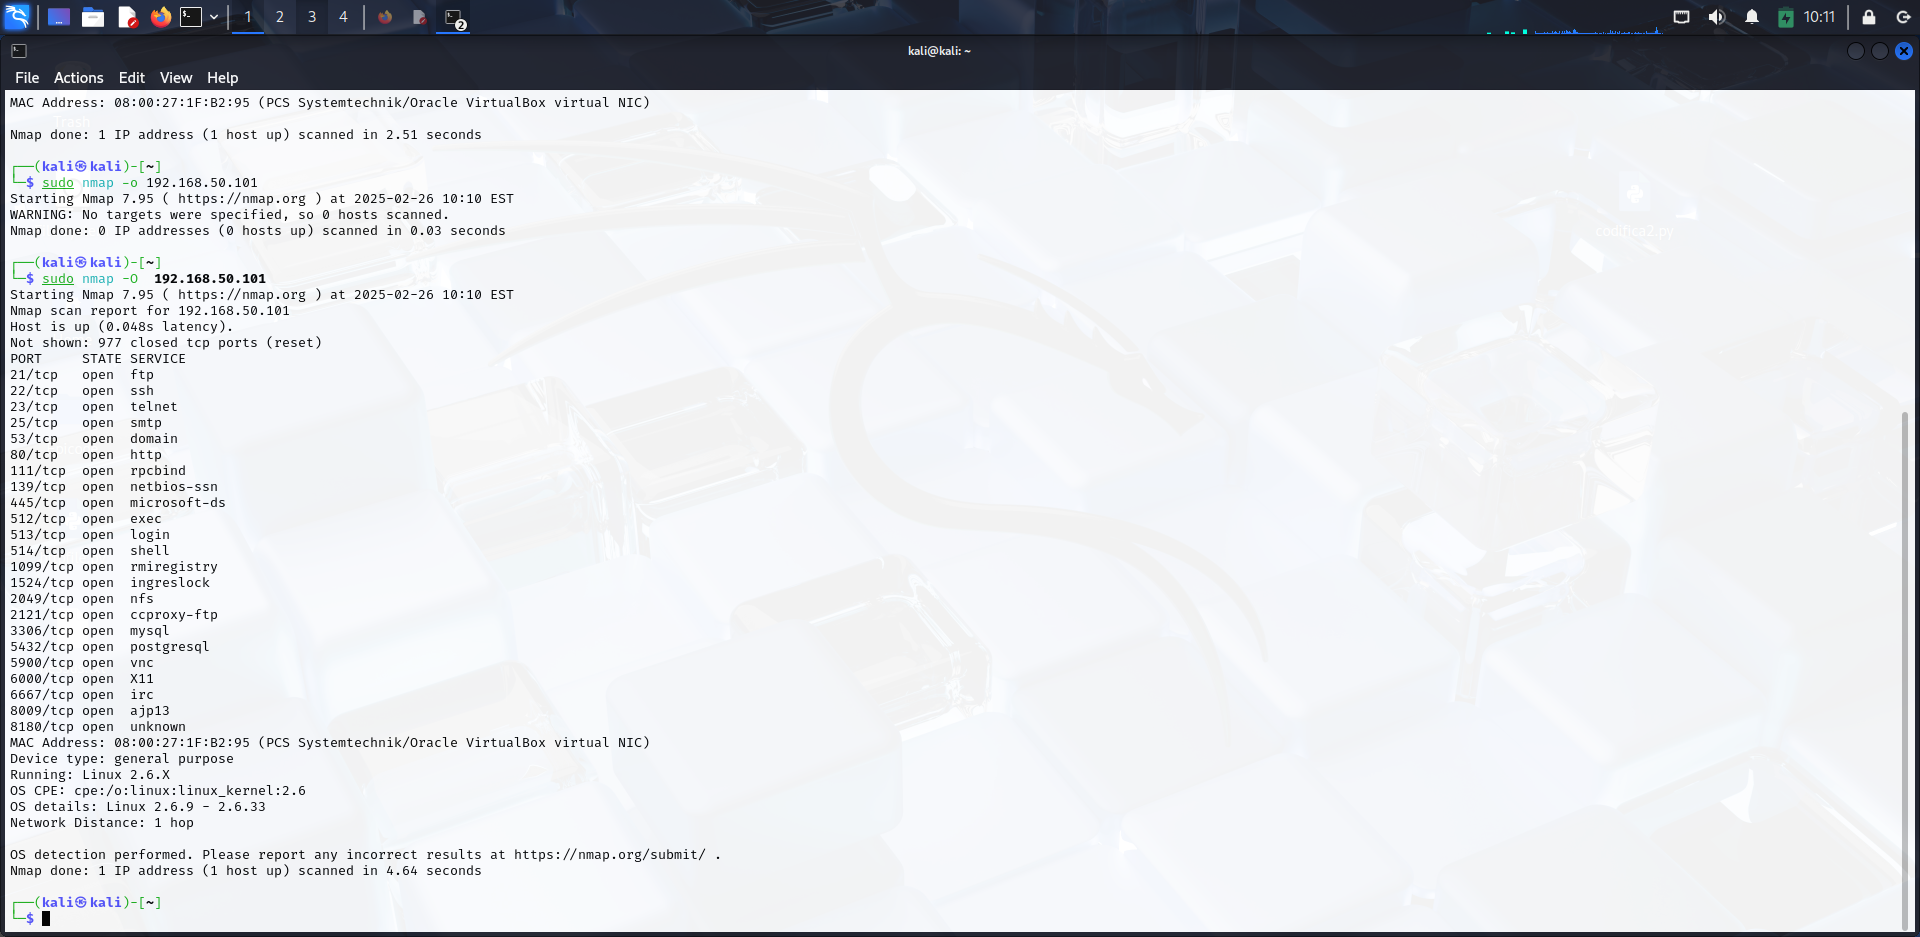 1 2 3 4 2 10:11
kali@kali: ~
File Actions Edit View Help
MAC Address: 08:00:27:1F:B2:95 (PCS Systemtechnik/Oracle VirtualBox virtual NIC)
Trash
Nmap done: 1 IP address (1 host up) scanned in 2.51 seconds
┌──(kali㉿kali)-[~]
└─$ sudo nmap -o 192.168.50.101
Starting Nmap 7.95 ( https://nmap.org ) at 2025-02-26 10:10 EST
WARNING: No targets were specified, so 0 hosts scanned.
Nmap done: 0 IP addresses (0 hosts up) scanned in 0.03 seconds
codifica2.py
┌──(kali㉿kali)-[~]
└─$ sudo nmap -O  192.168.50.101
Starting Nmap 7.95 ( https://nmap.org ) at 2025-02-26 10:10 EST
Nmap scan report for 192.168.50.101
Host is up (0.048s latency).
Not shown: 977 closed tcp ports (reset)
PORT     STATE SERVICE
21/tcp   open  ftp
22/tcp   open  ssh
23/tcp   open  telnet
25/tcp   open  smtp
53/tcp   open  domain
80/tcp   open  http
111/tcp  open  rpcbind
139/tcp  open  netbios-ssn
445/tcp  open  microsoft-ds
512/tcp  open  exec
513/tcp  open  login
514/tcp  open  shell
1099/tcp open  rmiregistry
1524/tcp open  ingreslock
2049/tcp open  nfs
2121/tcp open  ccproxy-ftp
3306/tcp open  mysql
5432/tcp open  postgresql
5900/tcp open  vnc
6000/tcp open  X11
6667/tcp open  irc
8009/tcp open  ajp13
8180/tcp open  unknown
MAC Address: 08:00:27:1F:B2:95 (PCS Systemtechnik/Oracle VirtualBox virtual NIC)
Device type: general purpose
Running: Linux 2.6.X
OS CPE: cpe:/o:linux:linux_kernel:2.6
OS details: Linux 2.6.9 - 2.6.33
Network Distance: 1 hop
OS detection performed. Please report any incorrect results at https://nmap.org/submit/ .
Nmap done: 1 IP address (1 host up) scanned in 4.64 seconds
┌──(kali㉿kali)-[~]
└─$